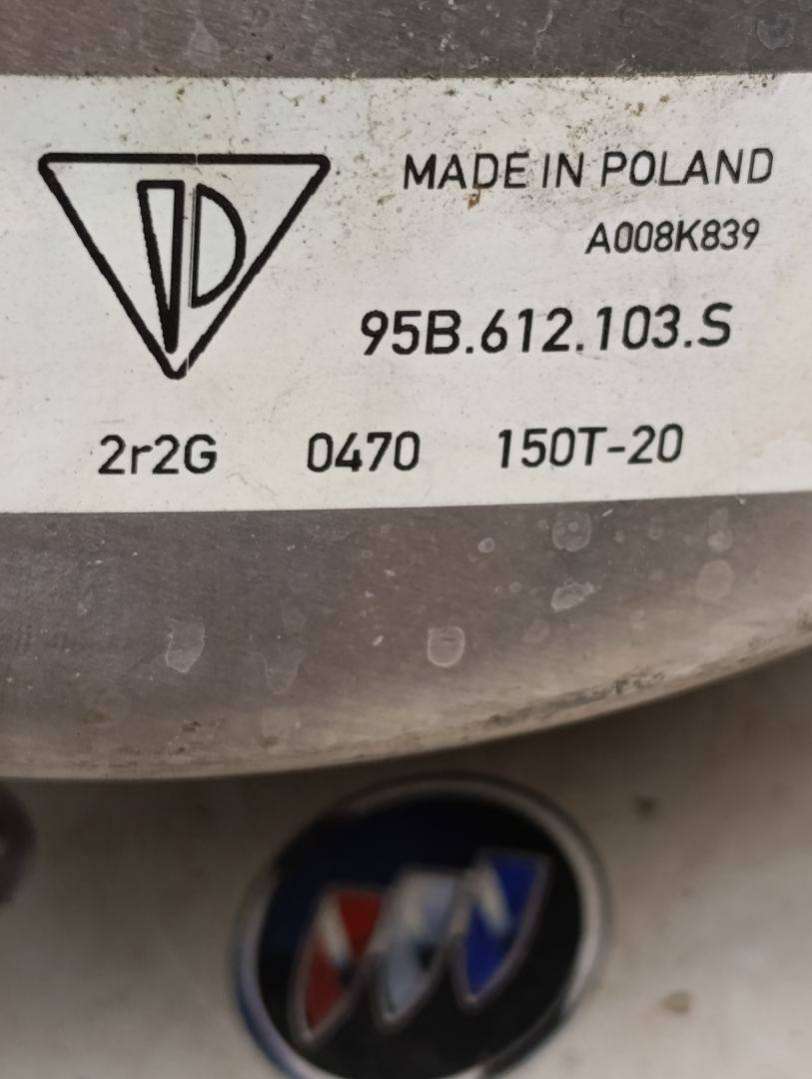 MADE IN POLAND
A008K839
95B.612.103.S
2r2G 0470 150T-20